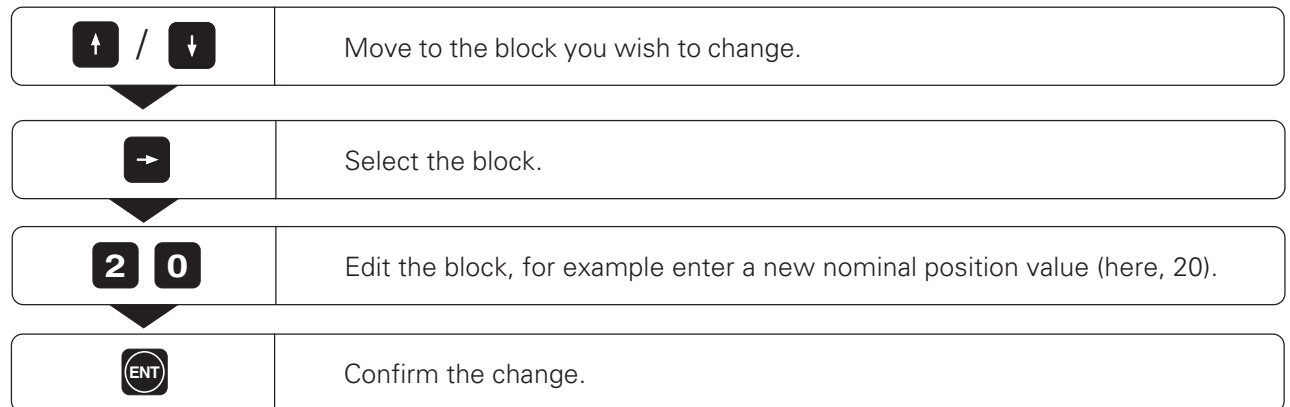 ↑ / ↓ Move to the block you wish to change.
→ Select the block.
2 0 Edit the block, for example enter a new nominal position value (here, 20).
ENT Confirm the change.